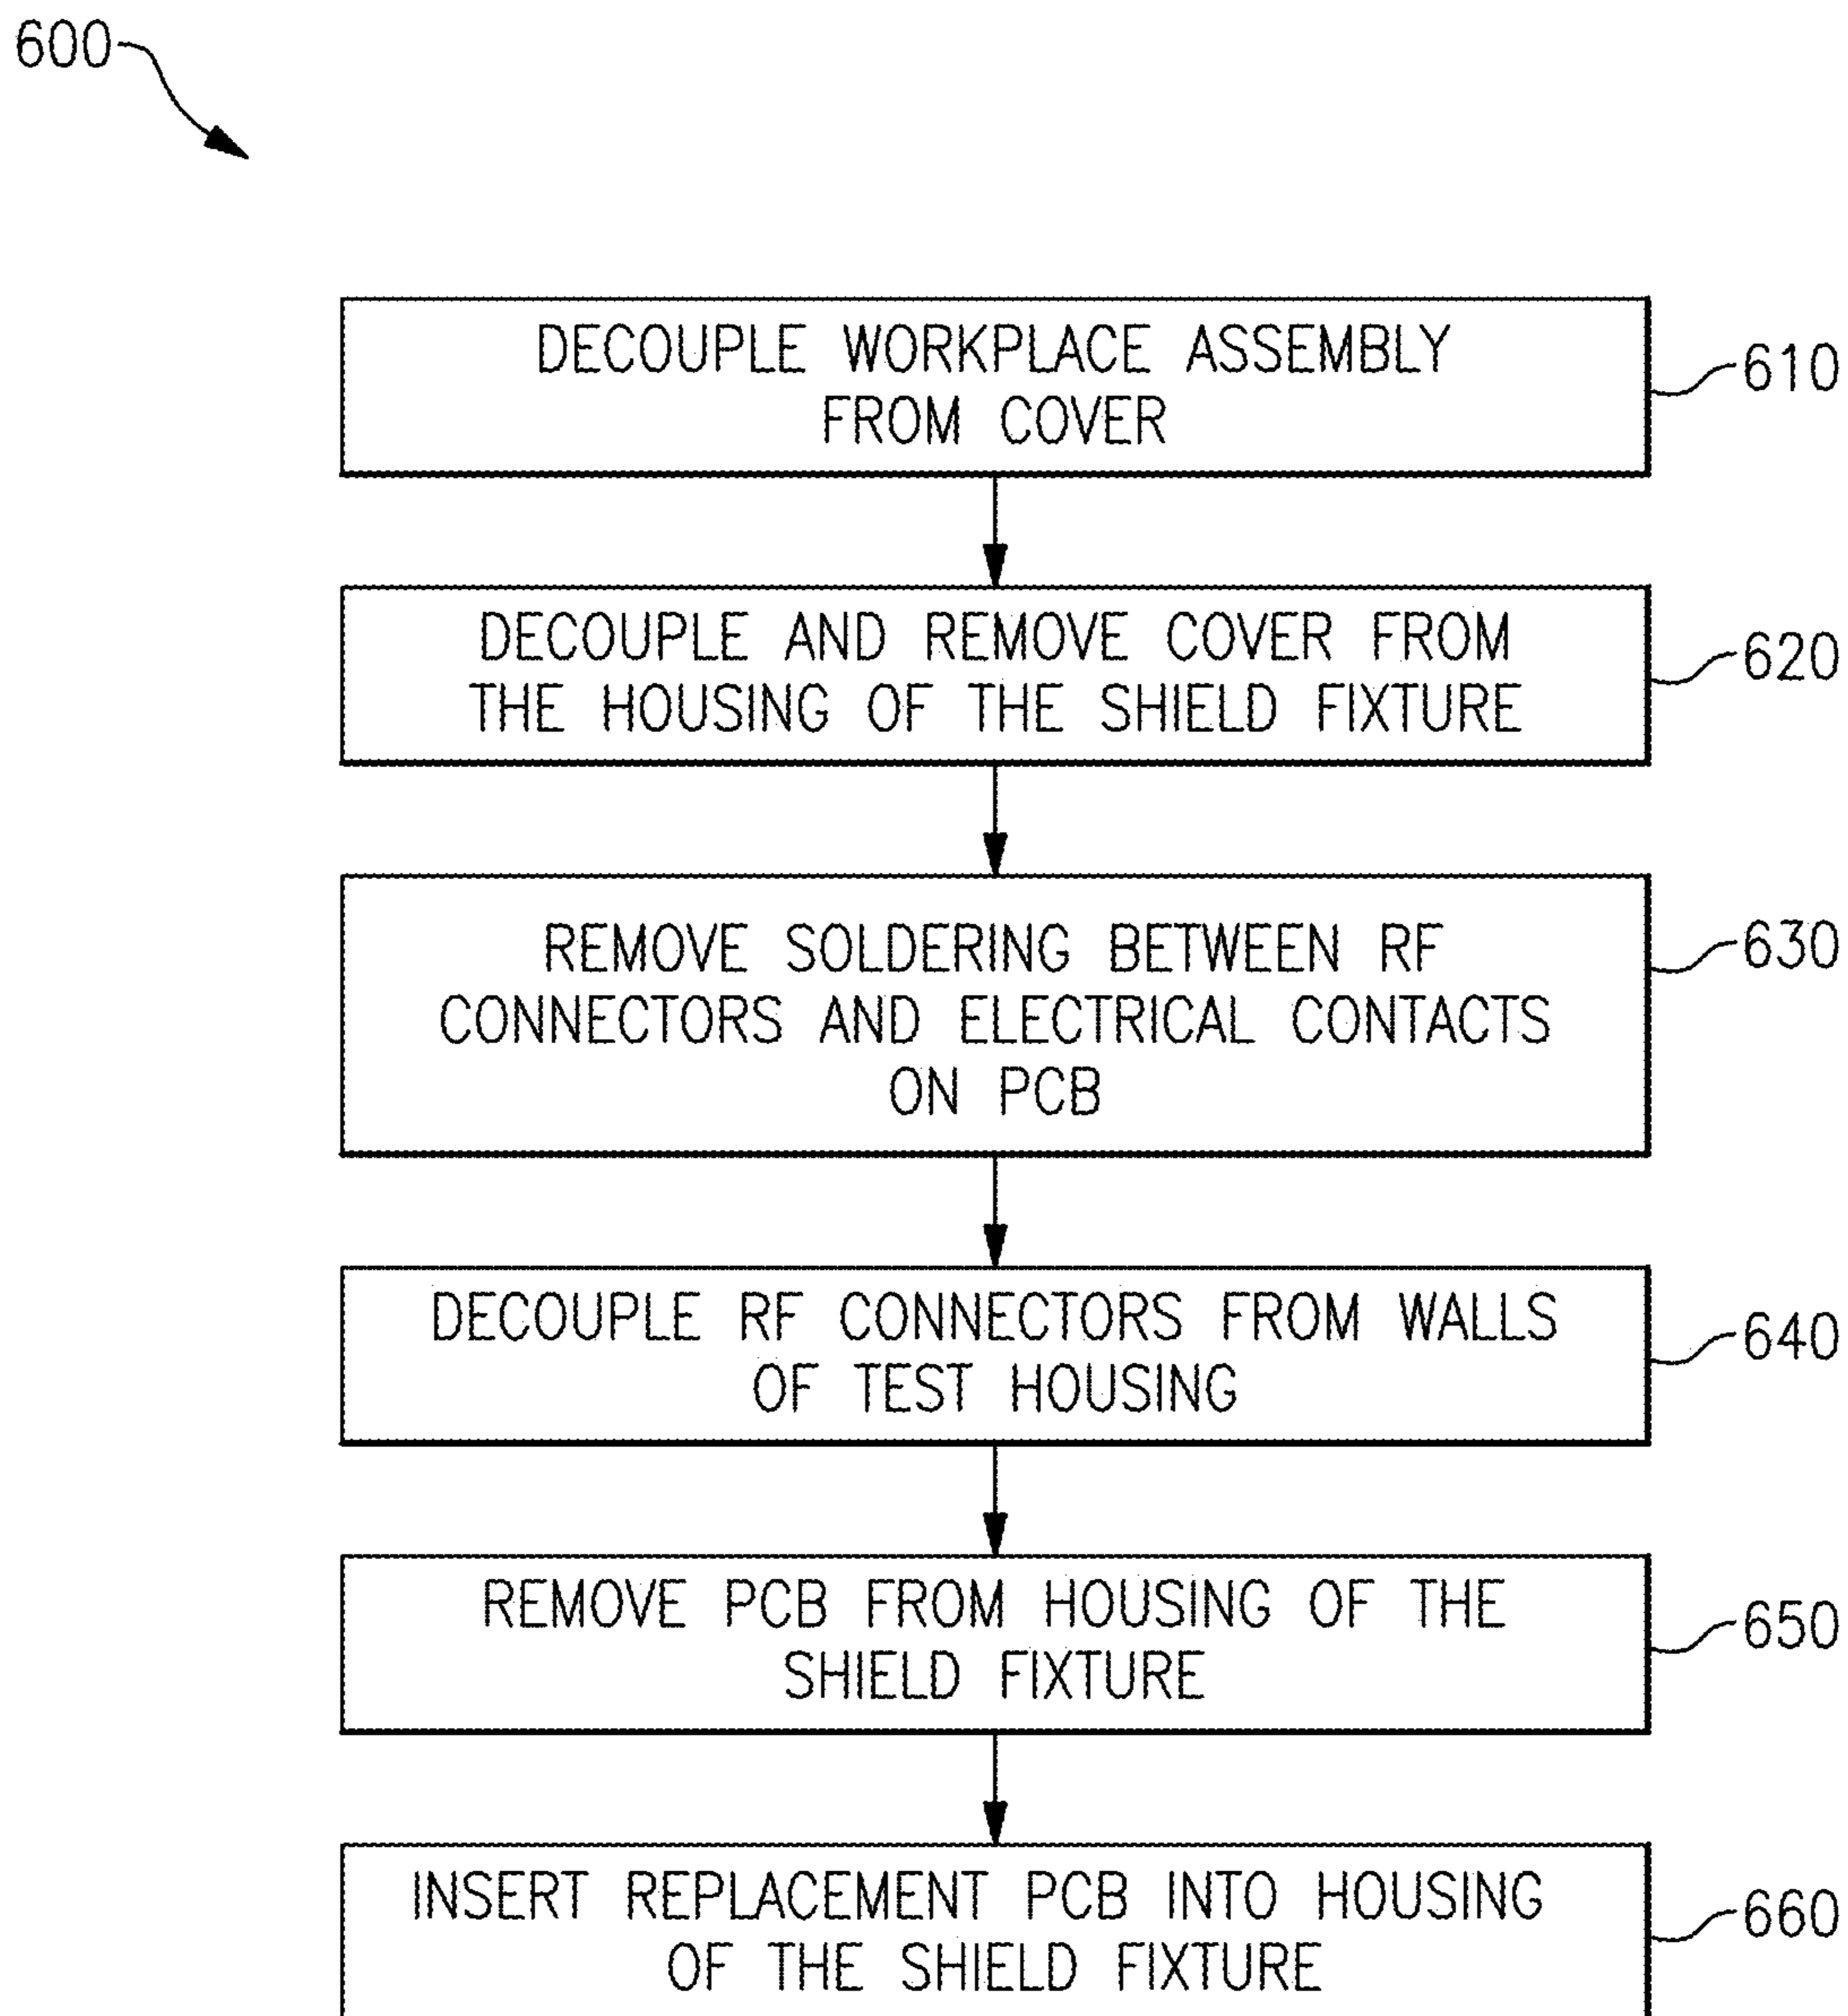 600
DECOUPLE WORKPLACE ASSEMBLY
FROM COVER
610
DECOUPLE AND REMOVE COVER FROM
THE HOUSING OF THE SHIELD FIXTURE
620
REMOVE SOLDERING BETWEEN RF
CONNECTORS AND ELECTRICAL CONTACTS
ON PCB
630
DECOUPLE RF CONNECTORS FROM WALLS
OF TEST HOUSING
640
REMOVE PCB FROM HOUSING OF THE
SHIELD FIXTURE
650
INSERT REPLACEMENT PCB INTO HOUSING
OF THE SHIELD FIXTURE
660